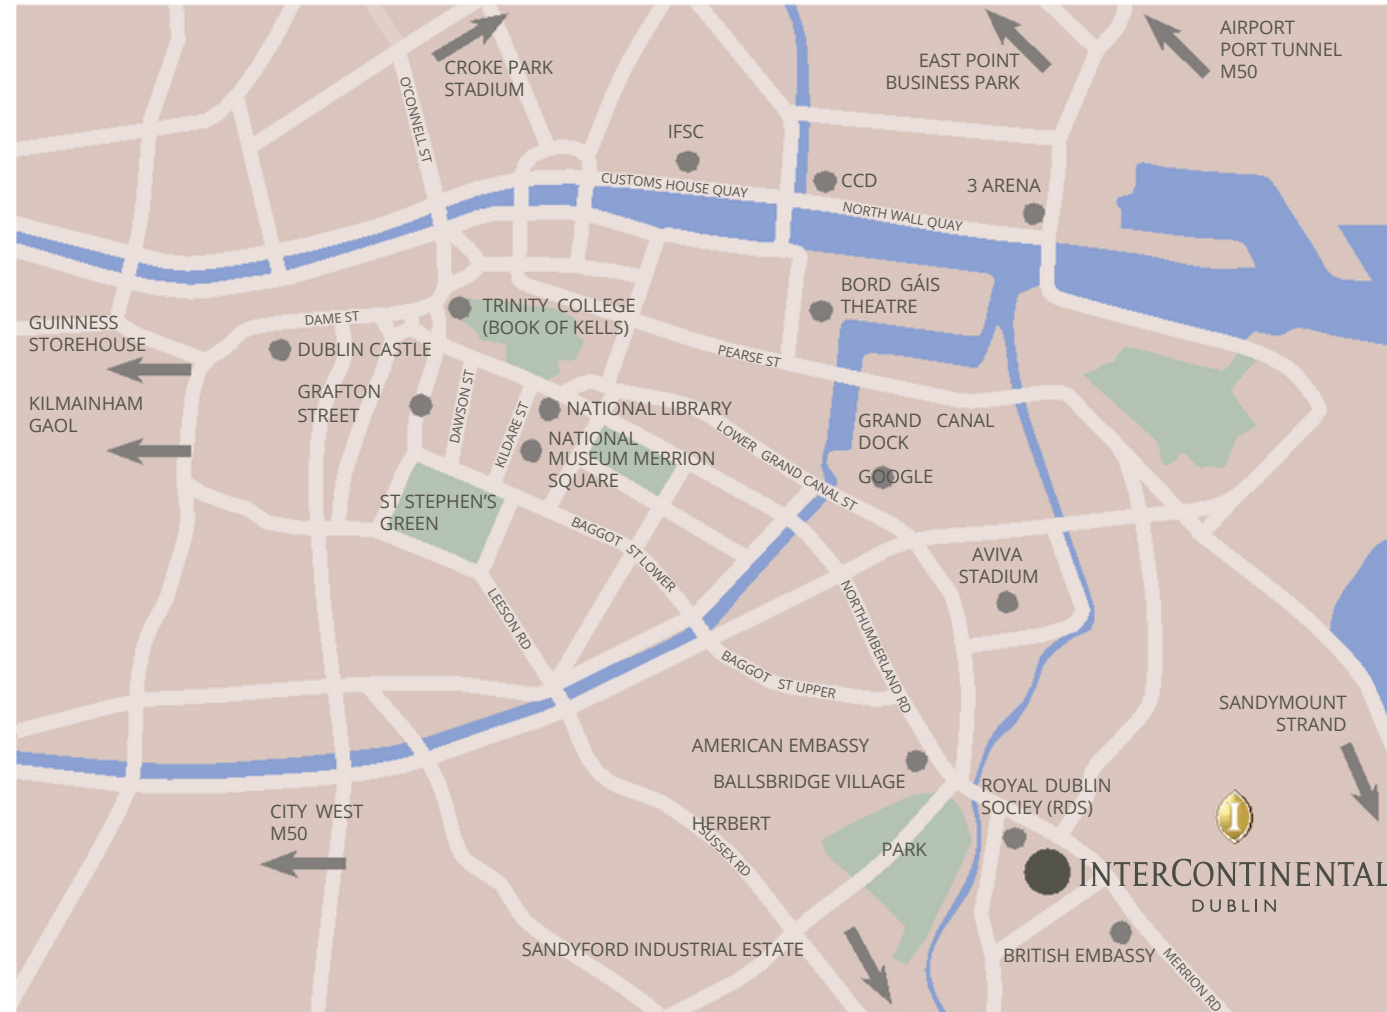 AIRPORT
PORT TUNNEL
M50
EAST POINT
BUSINESS PARK
CROKE PARK
STADIUM
O'CONNELL ST
IFSC
CCD
3 ARENA
CUSTOMS HOUSE QUAY
NORTH WALL QUAY
BORD GÁIS
THEATRE
TRINITY COLLEGE
(BOOK OF KELLS)
GUINNESS
STOREHOUSE
DAME ST
DUBLIN CASTLE
PEARSE ST
GRAFTON
STREET
KILMAINHAM
GAOL
DAWSON ST
KILDARE ST
NATIONAL LIBRARY
NATIONAL
MUSEUM MERRION
SQUARE
LOWER GRAND CANAL ST
GRAND CANAL
DOCK
GOOGLE
ST STEPHEN'S
GREEN
BAGGOT ST LOWER
AVIVA
STADIUM
LEESON RD
NORTHUMBERLAND RD
BAGGOT ST UPPER
SANDYMOUNT
STRAND
AMERICAN EMBASSY
BALLSBRIDGE VILLAGE
ROYAL DUBLIN
SOCIEY (RDS)
CITY WEST
M50
HERBERT
PARK
SUSSEX RD
I
INTERCONTINENTAL
DUBLIN
SANDYFORD INDUSTRIAL ESTATE
BRITISH EMBASSY
MERRION RD